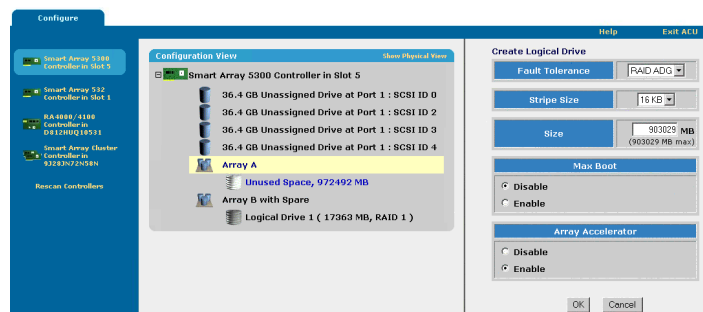 Configure
Help
Exit ACU
Smart Array 5300
Controller in Slot 5
Smart Array 532
Controller in Slot 1
RA4000/4100
Controller in
D812HUQ10531
Smart Array Cluster
Controller in
9J28JN72N58N
Rescan Controllers
Configuration View
Show Physical View
Smart Array 5300 Controller in Slot 5
36.4 GB Unassigned Drive at Port 1 : SCSI ID 0
36.4 GB Unassigned Drive at Port 1 : SCSI ID 2
36.4 GB Unassigned Drive at Port 1 : SCSI ID 3
36.4 GB Unassigned Drive at Port 1 : SCSI ID 4
Array A
Unused Space, 972492 MB
Array B with Spare
Logical Drive 1 ( 17363 MB, RAID 1 )
Create Logical Drive
Fault Tolerance
RAID ADG
Stripe Size
16 KB
Size
903029 MB
(903029 MB max)
Max Boot
Disable
Enable
Array Accelerator
Disable
Enable
OK
Cancel